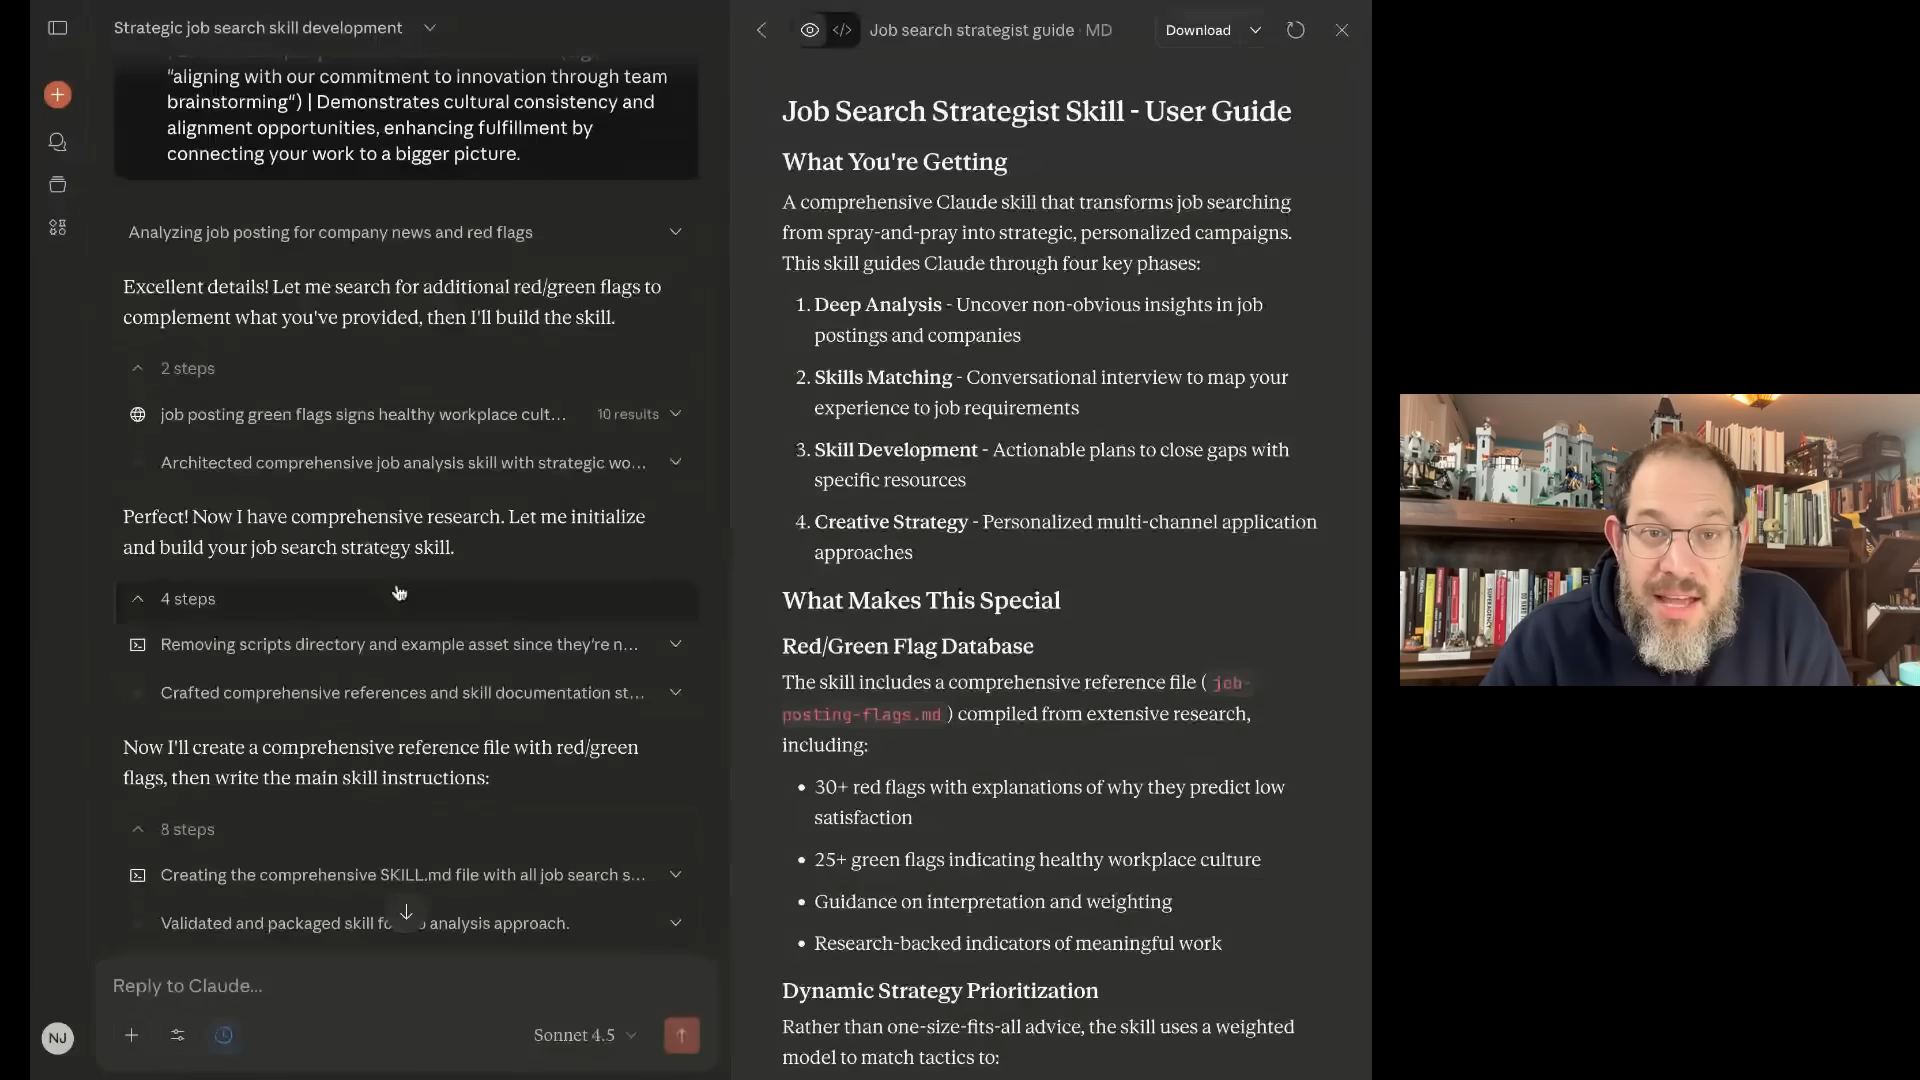 Strategic job search skill development
"aligning with our commitment to innovation through team
brainstorming") | Demonstrates cultural consistency and
alignment opportunities, enhancing fulfillment by
connecting your work to a bigger picture.
Analyzing job posting for company news and red flags
Excellent details! Let me search for additional red/green flags to
complement what you've provided, then I'll build the skill.
2 steps
job posting green flags signs healthy workplace cult... 10 results
Architected comprehensive job analysis skill with strategic wo...
Perfect! Now I have comprehensive research. Let me initialize
and build your job search strategy skill.
4 steps
Removing scripts directory and example asset since they're n...
Crafted comprehensive references and skill documentation st...
Now I'll create a comprehensive reference file with red/green
flags, then write the main skill instructions:
8 steps
Creating the comprehensive SKILL.md file with all job search s...
Validated and packaged skill analysis approach.
Reply to Claude...
Sonnet 4.5
NJ
Job search strategist guide · MD
Download
Job Search Strategist Skill - User Guide
What You're Getting
A comprehensive Claude skill that transforms job searching
from spray-and-pray into strategic, personalized campaigns.
This skill guides Claude through four key phases:
1. Deep Analysis - Uncover non-obvious insights in job
postings and companies
2. Skills Matching - Conversational interview to map your
experience to job requirements
3. Skill Development - Actionable plans to close gaps with
specific resources
4. Creative Strategy - Personalized multi-channel application
approaches
What Makes This Special
Red/Green Flag Database
The skill includes a comprehensive reference file ( job-
posting-flags.md ) compiled from extensive research,
including:
• 30+ red flags with explanations of why they predict low
satisfaction
• 25+ green flags indicating healthy workplace culture
• Guidance on interpretation and weighting
• Research-backed indicators of meaningful work
Dynamic Strategy Prioritization
Rather than one-size-fits-all advice, the skill uses a weighted
model to match tactics to: